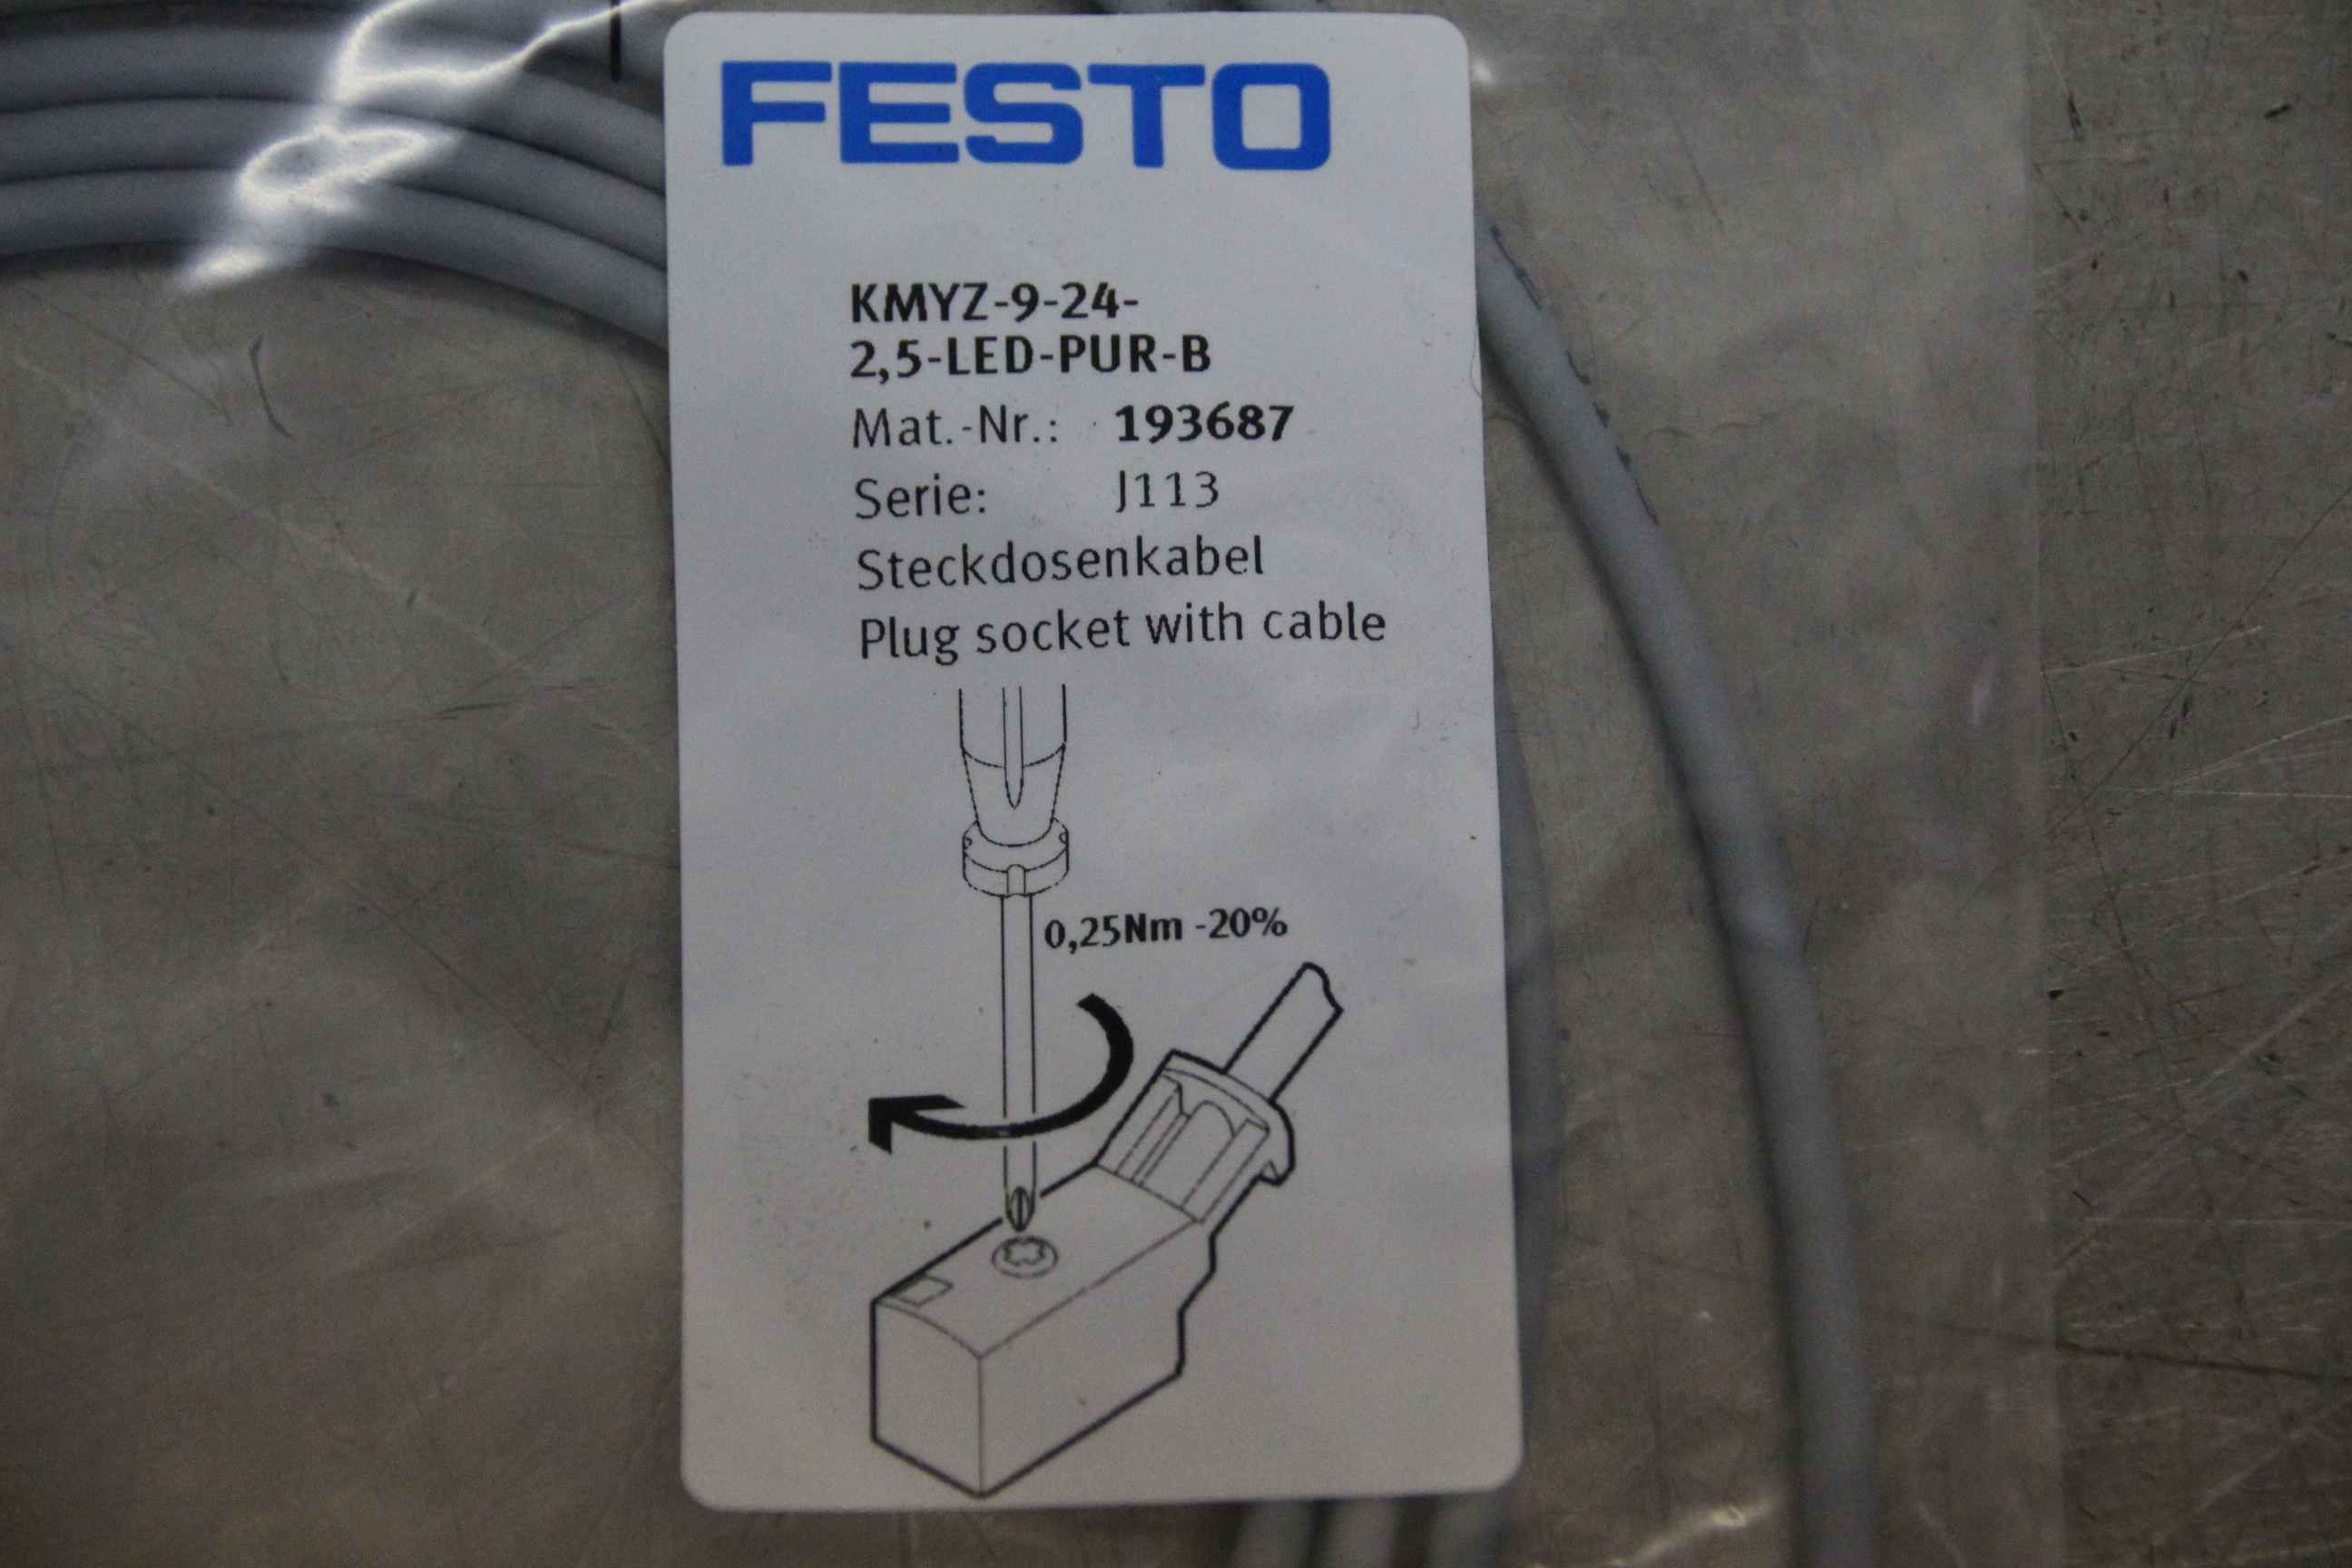 FESTO
KMYZ-9-24-
2,5-LED-PUR-B
Mat.-Nr.: 193687
Serie: J113
Steckdosenkabel
Plug socket with cable
0,25Nm -20%